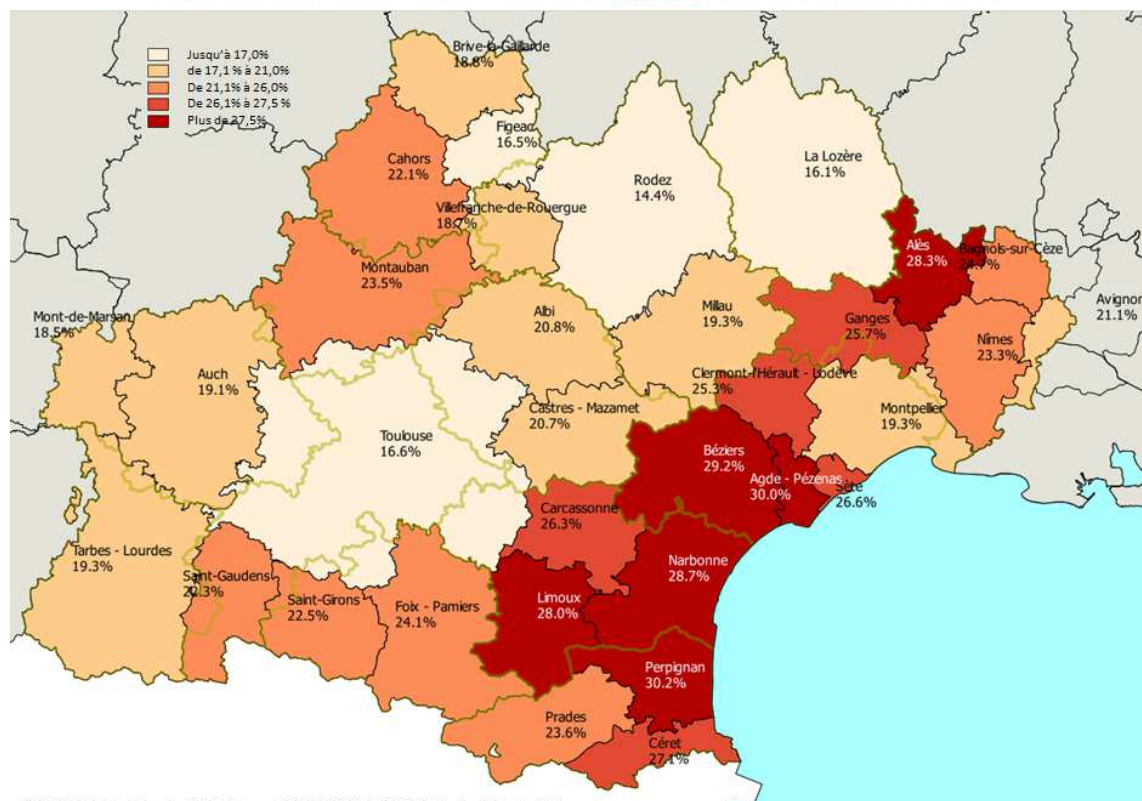 Jusqu'à 17,0%
de 17,1 % à 21,0%
De 21,1% à 26,0%
De 26,1% à 27,5 %
Plus de 27,5%
Brive-la-Gaillarde
18.8%
Figeac
16.5%
Cahors
22.1%
La Lozère
16.1%
Rodez
14.4%
Villefranche-de-Rouergue
18.7%
Alès
28.3%
Bagnols-sur-Cèze
24.7%
Montauban
23.5%
Avignon
21.1%
Mont-de-Marsan
18.5%
Albi
20.8%
Millau
19.3%
Ganges
25.7%
Nîmes
23.3%
Auch
19.1%
Clermont-l'Hérault - Lodève
25.3%
Castres - Mazamet
20.7%
Montpellier
19.3%
Toulouse
16.6%
Béziers
29.2%
Agde - Pézenas
30.0%
Sète
26.6%
Carcassonne
26.3%
Tarbes - Lourdes
19.3%
Narbonne
28.7%
Saint-Gaudens
22.3%
Saint-Girons
22.5%
Foix - Pamiers
24.1%
Limoux
28.0%
Perpignan
30.2%
Prades
23.6%
Céret
27.1%